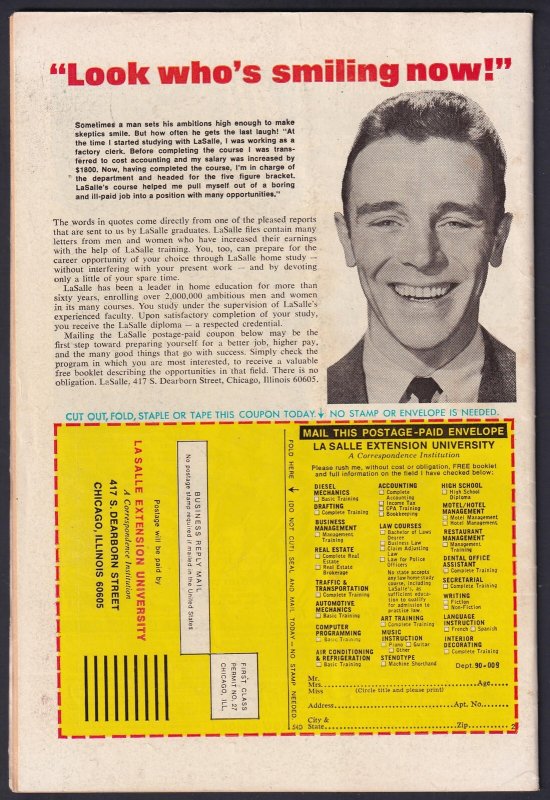 “Look who’s smiling now!”
Sometimes a man sets his ambitions high enough to make
skeptics smile. But how often he gets the last laugh! “At
the time I started studying with LaSalle, I was working as a
factory clerk. Before completing the course I was trans-
ferred to cost accounting and my salary was increased by
$1800. Now, having completed the course, I’m in charge of
the department and headed for the five figure bracket.
LaSalle’s course helped me pull myself out of a boring
and ill-paid job into a position with many opportunities.”
The words in quotes come directly from one of the pleased reports
that are sent to us by LaSalle graduates. LaSalle files contain many
letters from men and women who have increased their earnings
with the help of LaSalle training. You, too, can prepare for the
career opportunity of your choice through LaSalle home study —
without interfering with your present work — and by devoting
only a little of your spare time.
LaSalle has been a leader in home education for more than
sixty years, enrolling over 2,000,000 ambitious men and women
in its many courses. You study under the supervision of LaSalle’s
experienced faculty. Upon satisfactory completion of your study,
you receive the LaSalle diploma — a respected credential.
Mailing the LaSalle postage-paid coupon below may be the
first step toward preparing yourself for a better job, higher pay,
and the many good things that go with success. Simply check the
program in which you are most interested, to receive a valuable
free booklet describing the opportunities in that field. There is no
obligation. LaSalle, 417 S. Dearborn Street, Chicago, Illinois 60605.
CUT OUT, FOLD, STAPLE OR TAPE THIS COUPON TODAY. ↓ NO STAMP OR ENVELOPE IS NEEDED.
BUSINESS REPLY MAIL
No postage stamp required if mailed in the United States
FIRST CLASS
PERMIT NO. 27
CHICAGO, ILL.
Postage will be paid by
LA SALLE EXTENSION UNIVERSITY
A Correspondence Institution
417 S. DEARBORN STREET
CHICAGO, ILLINOIS 60605
FOLD HERE → (DO NOT CUT) SEAL AND MAIL TODAY — NO STAMP NEEDED.
540
MAIL THIS POSTAGE-PAID ENVELOPE
LA SALLE EXTENSION UNIVERSITY
A Correspondence Institution
Please rush me, without cost or obligation, FREE booklet
and full information on the field I have checked below:
DIESEL
MECHANICS
Basic Training
DRAFTING
Complete Training
BUSINESS
MANAGEMENT
Management
Training
REAL ESTATE
Complete Real
Estate
Real Estate
Brokerage
TRAFFIC &
TRANSPORTATION
Complete Training
AUTOMOTIVE
MECHANICS
Basic Training
COMPUTER
PROGRAMMING
Basic Training
AIR CONDITIONING
& REFRIGERATION
Basic Training
ACCOUNTING
Complete
Accounting
Income Tax
CPA Training
Bookkeeping
LAW COURSES
Bachelor of Laws
Degree
Business Law
Claim Adjusting
Law
Law for Police
Officers
No state accepts
any law home study
course, including
LaSalle’s, as
sufficient educa-
tion to qualify
for admission to
practice law.
ART TRAINING
Complete Training
MUSIC
INSTRUCTION
Piano Guitar
Other
STENOTYPE
Machine Shorthand
HIGH SCHOOL
High School
Diploma
MOTEL/HOTEL
MANAGEMENT
Motel Management
Hotel Management
RESTAURANT
MANAGEMENT
Management
Training
DENTAL OFFICE
ASSISTANT
Complete Training
SECRETARIAL
Complete Training
WRITING
Fiction
Non-Fiction
LANGUAGE
INSTRUCTION
French Spanish
INTERIOR
DECORATING
Complete Training
Dept. 90-009
Mr.
Mrs. Age
Miss (Circle title and please print)
Address Apt. No.
City &
State Zip